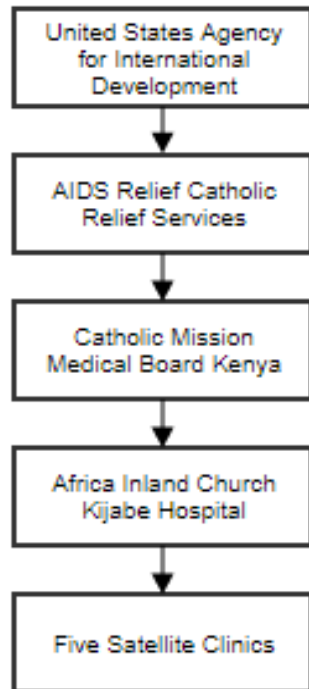 United States Agency
for International
Development
AIDS Relief Catholic
Relief Services
Catholic Mission
Medical Board Kenya
Africa Inland Church
Kijabe Hospital
Five Satellite Clinics